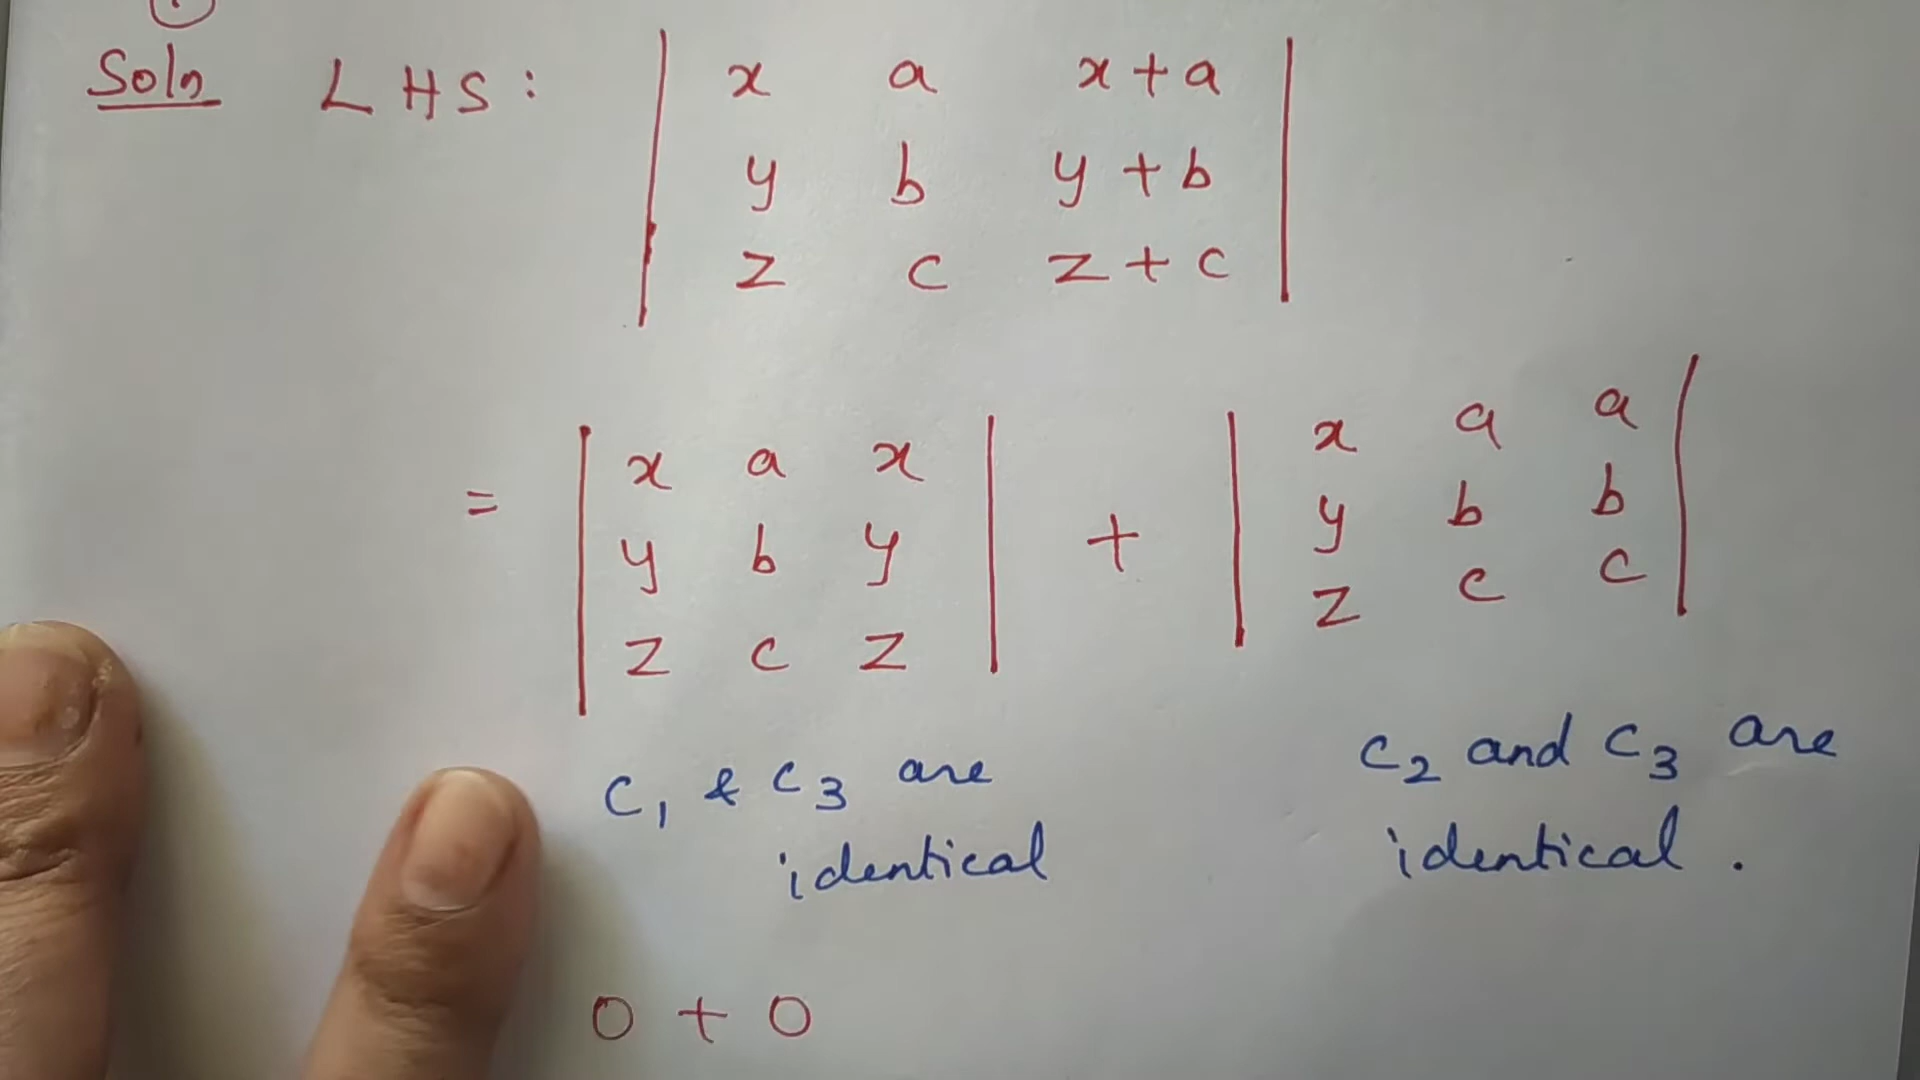 Soln LHS: | x a x+a |
| y b y+b |
| z c z+c |
= | x a x | + | x a a |
| y b y | | y b b |
| z c z | | z c c |
C1 & C3 are identical
C2 and C3 are identical.
0 + 0